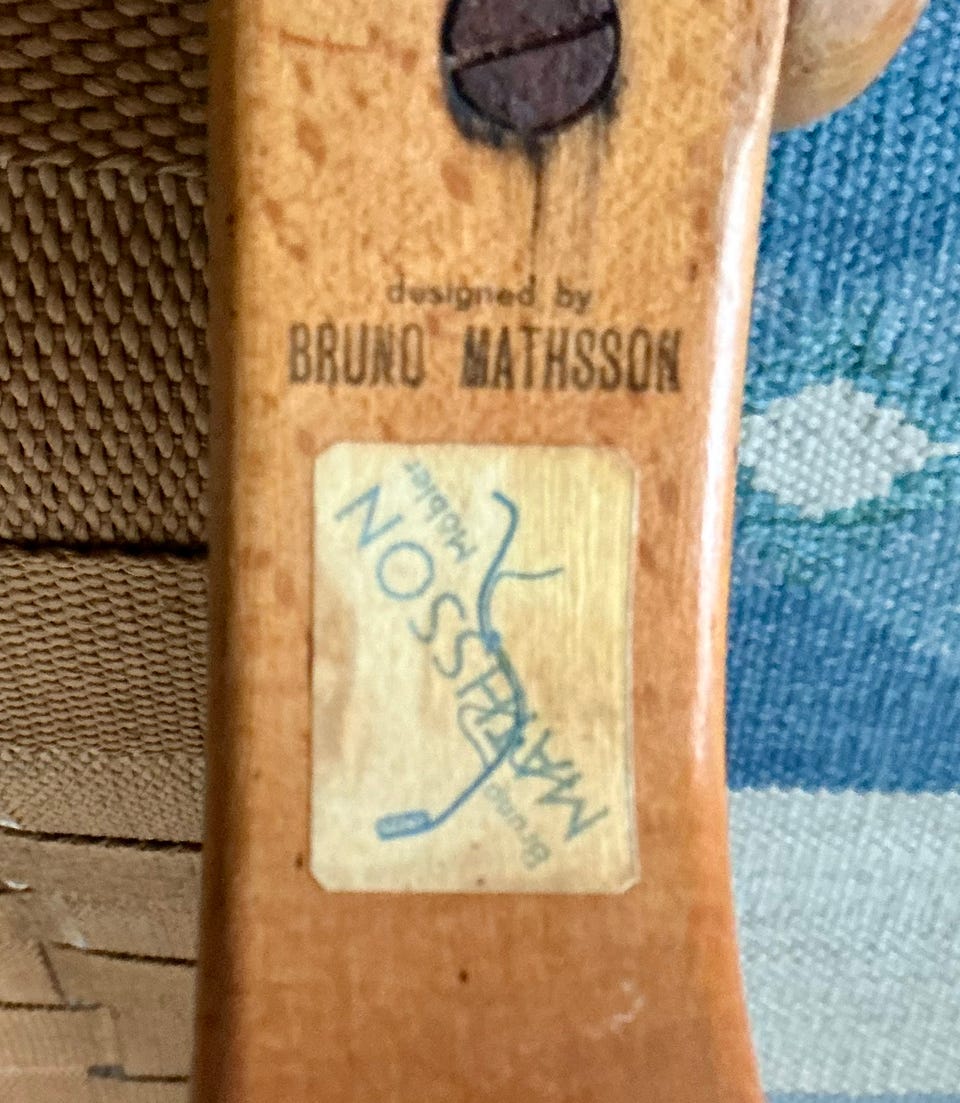 designed by
BRUNO MATHSSON
Bruno
MATHSSON
Möbler